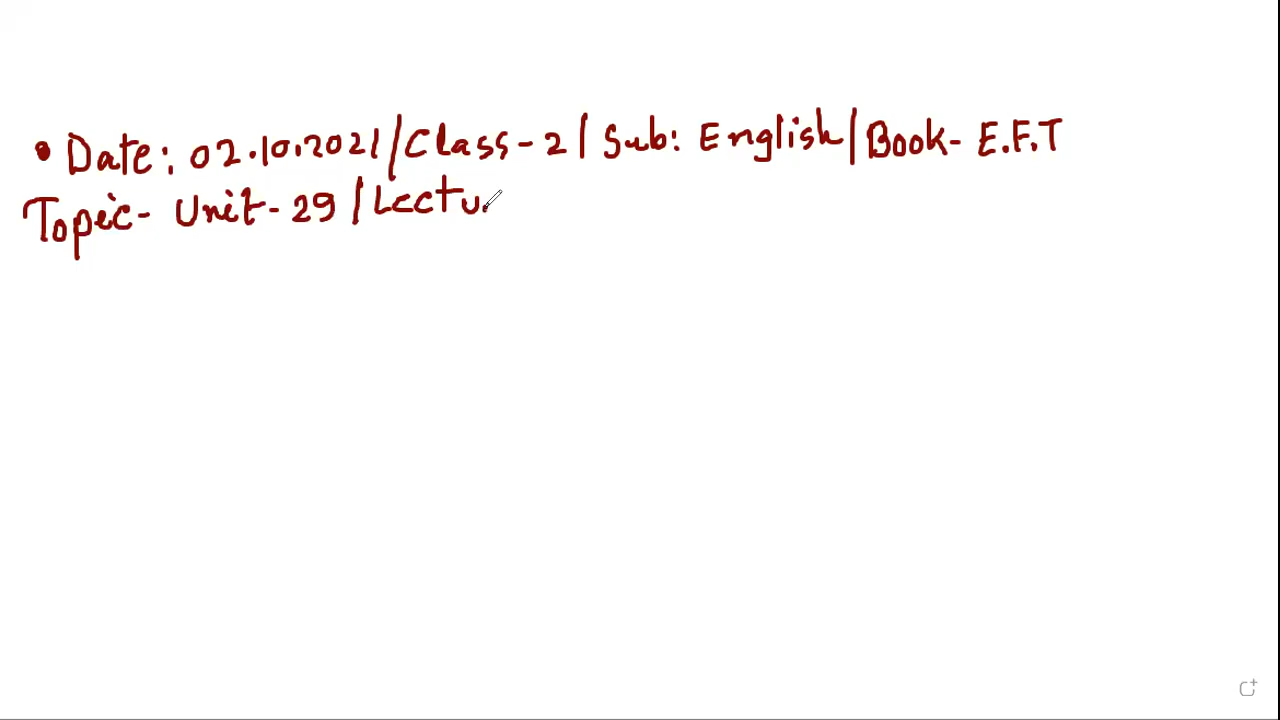 • Date: 02.10.2021/Class-2/Sub: English/Book- E.F.T
Topic- Unit-29/Lectu